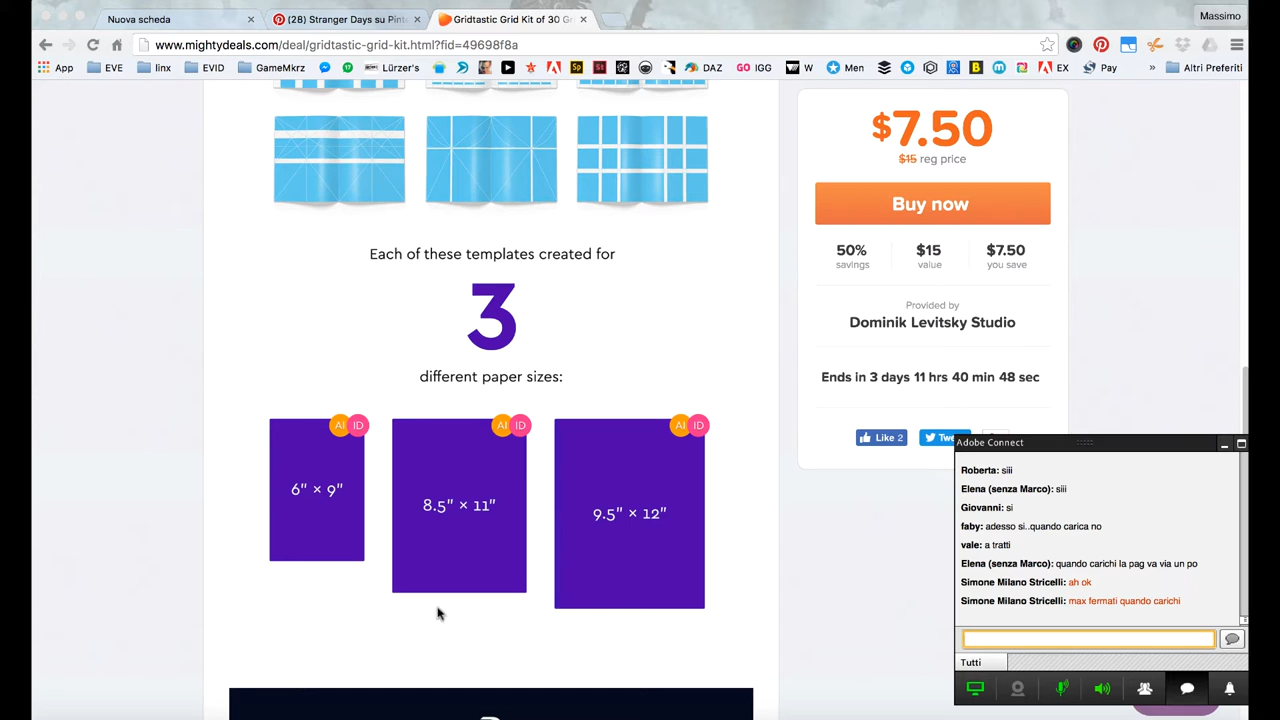 Nuova scheda
(28) Stranger Days su Pinte
Gridtastic Grid Kit of 30 Gr
Massimo
www.mightydeals.com/deal/gridtastic-grid-kit.html?fid=49698f8a
App
EVE
linx
EVID
GameMkrz
Lürzer's
Sp
St
DAZ
GO IGG
W
Men
EX
Pay
»
Altri Preferiti
$7.50
$15 reg price
Buy now
50%
savings
$15
value
$7.50
you save
Provided by
Dominik Levitsky Studio
Ends in 3 days 11 hrs 40 min 48 sec
Like 2
Twe
Each of these templates created for
3
different paper sizes:
AI ID
6" × 9"
AI ID
8.5" × 11"
AI ID
9.5" × 12"
Adobe Connect
Roberta: siii
Elena (senza Marco): siii
Giovanni: si
faby: adesso si..quando carica no
vale: a tratti
Elena (senza Marco): quando carichi la pag va via un po
Simone Milano Stricelli: ah ok
Simone Milano Stricelli: max fermati quando carichi
Tutti